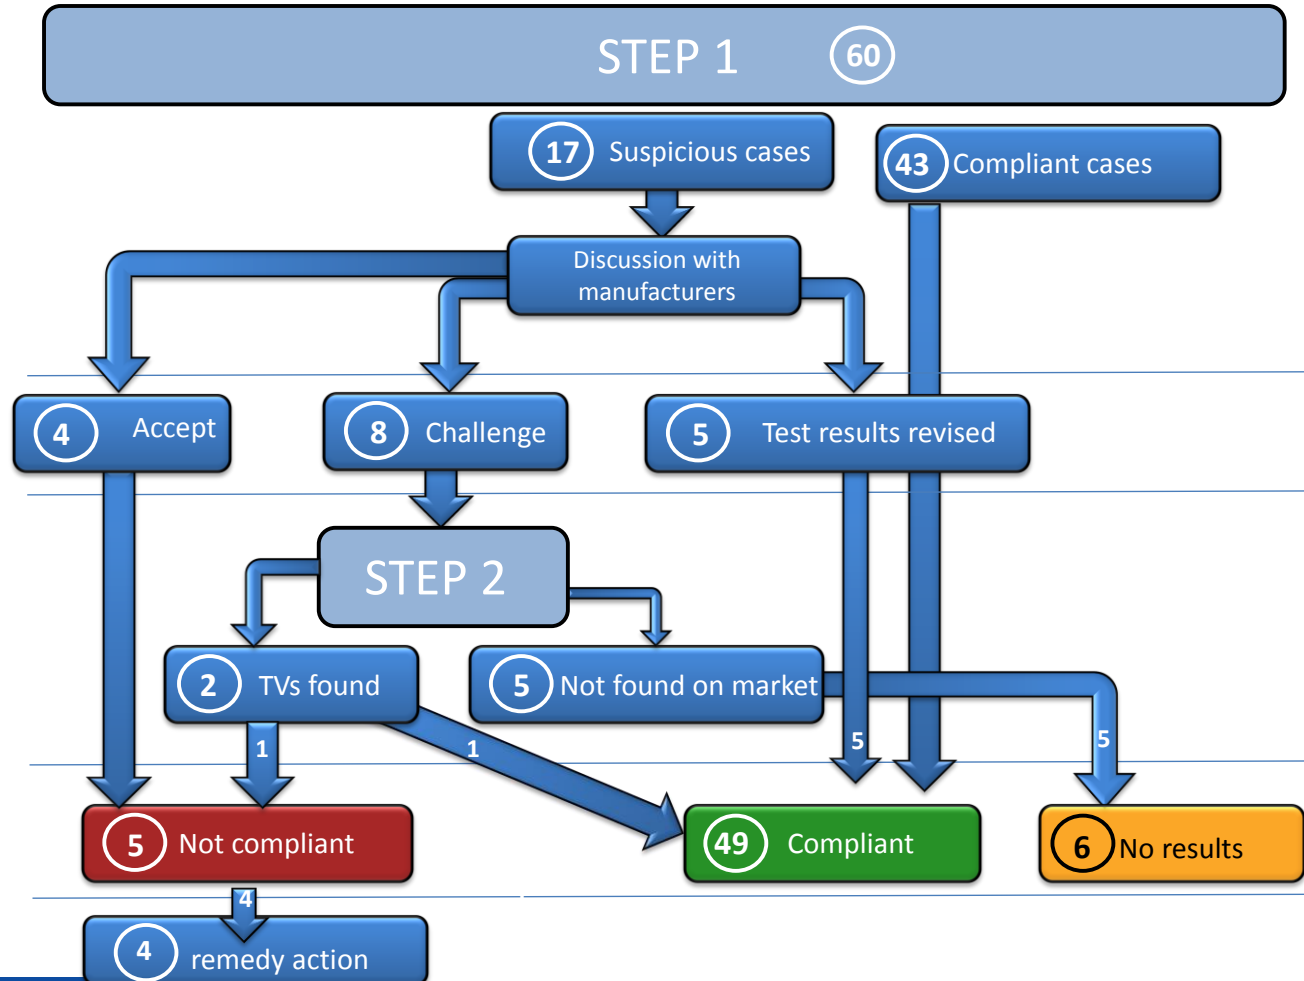 STEP 1 60
17 Suspicious cases
43 Compliant cases
Discussion with
manufacturers
4 Accept
8 Challenge
5 Test results revised
STEP 2
2 TVs found
5 Not found on market
1
1
5
5
5 Not compliant
49 Compliant
6 No results
4
4 remedy action